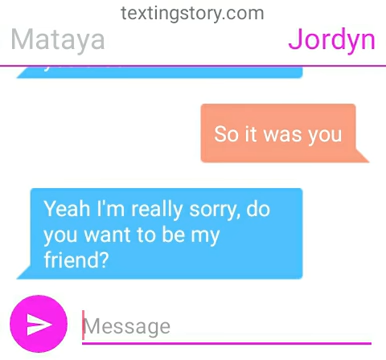 textingstory.com
Mataya
Jordyn
So it was you
Yeah I'm really sorry, do
you want to be my
friend?
Message